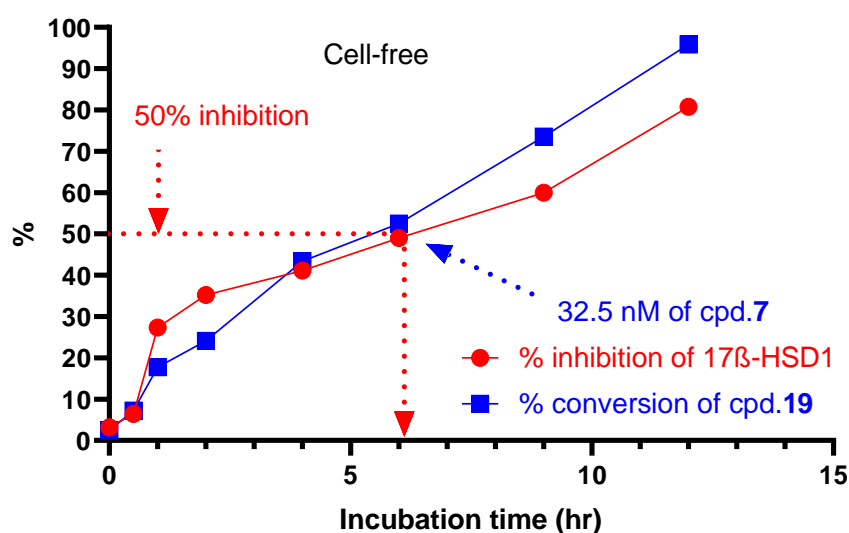 Cell-free
50% inhibition
100
90
80
70
60
50
40
30
20
10
0
%
32.5 nM of cpd.7
% inhibition of 17ß-HSD1
% conversion of cpd.19
0 5 10 15
Incubation time (hr)